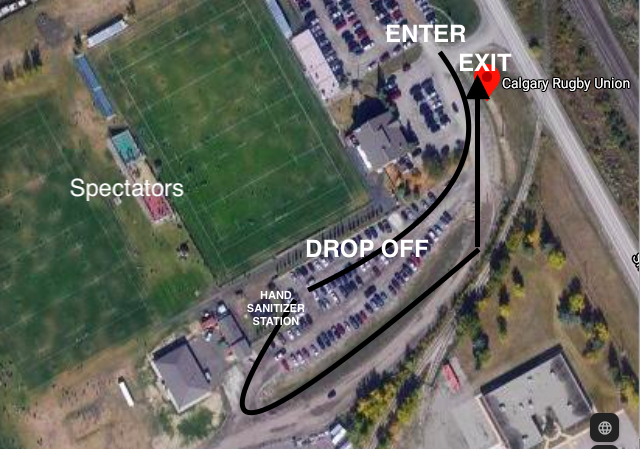 ENTER
EXIT
Calgary Rugby Union
Spectators
DROP OFF
HAND
SANITIZER
STATION